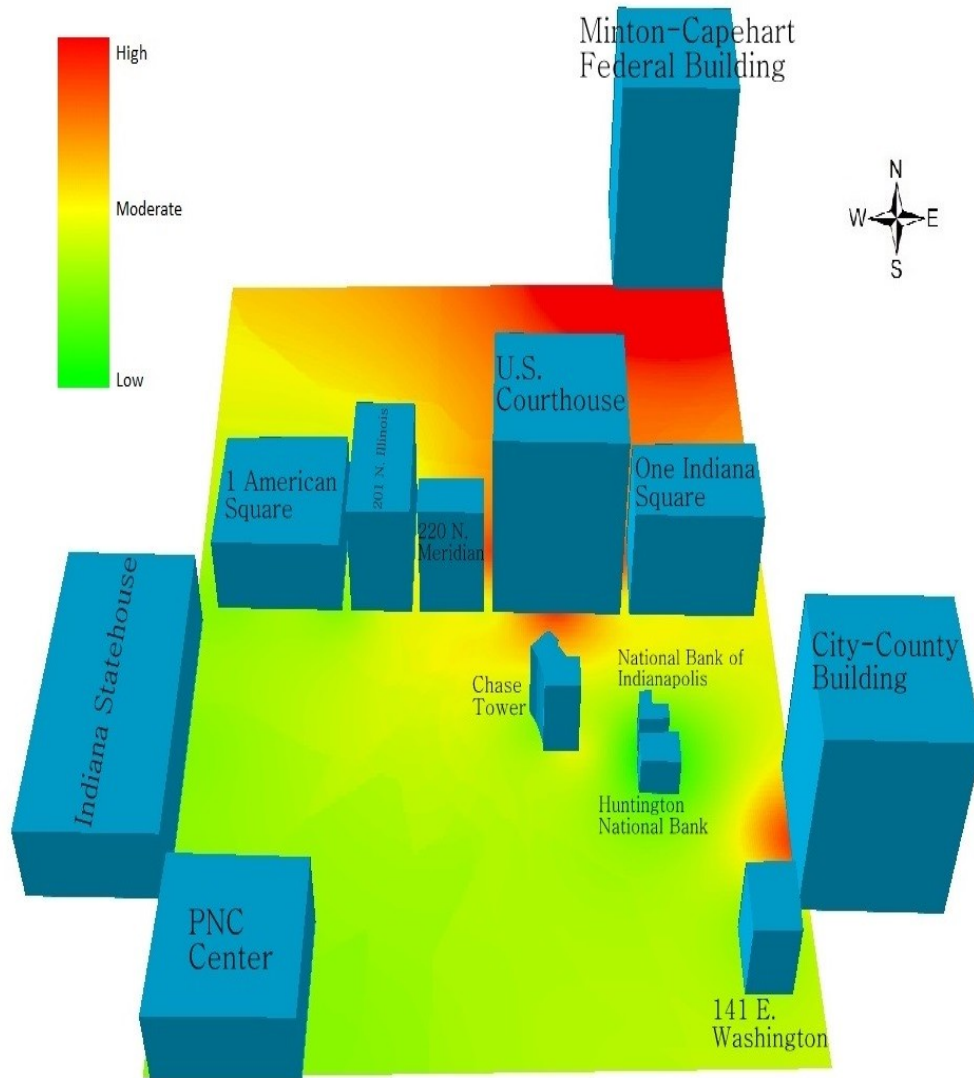 High
Moderate
Low
Minton-Capehart
Federal Building
N
W
E
S
U.S.
Courthouse
201 N. Illinois
1 American
Square
One Indiana
Square
220 N.
Meridian
Indiana Statehouse
City-County
Building
National Bank of
Indianapolis
Chase
Tower
Huntington
National Bank
PNC
Center
141 E.
Washington